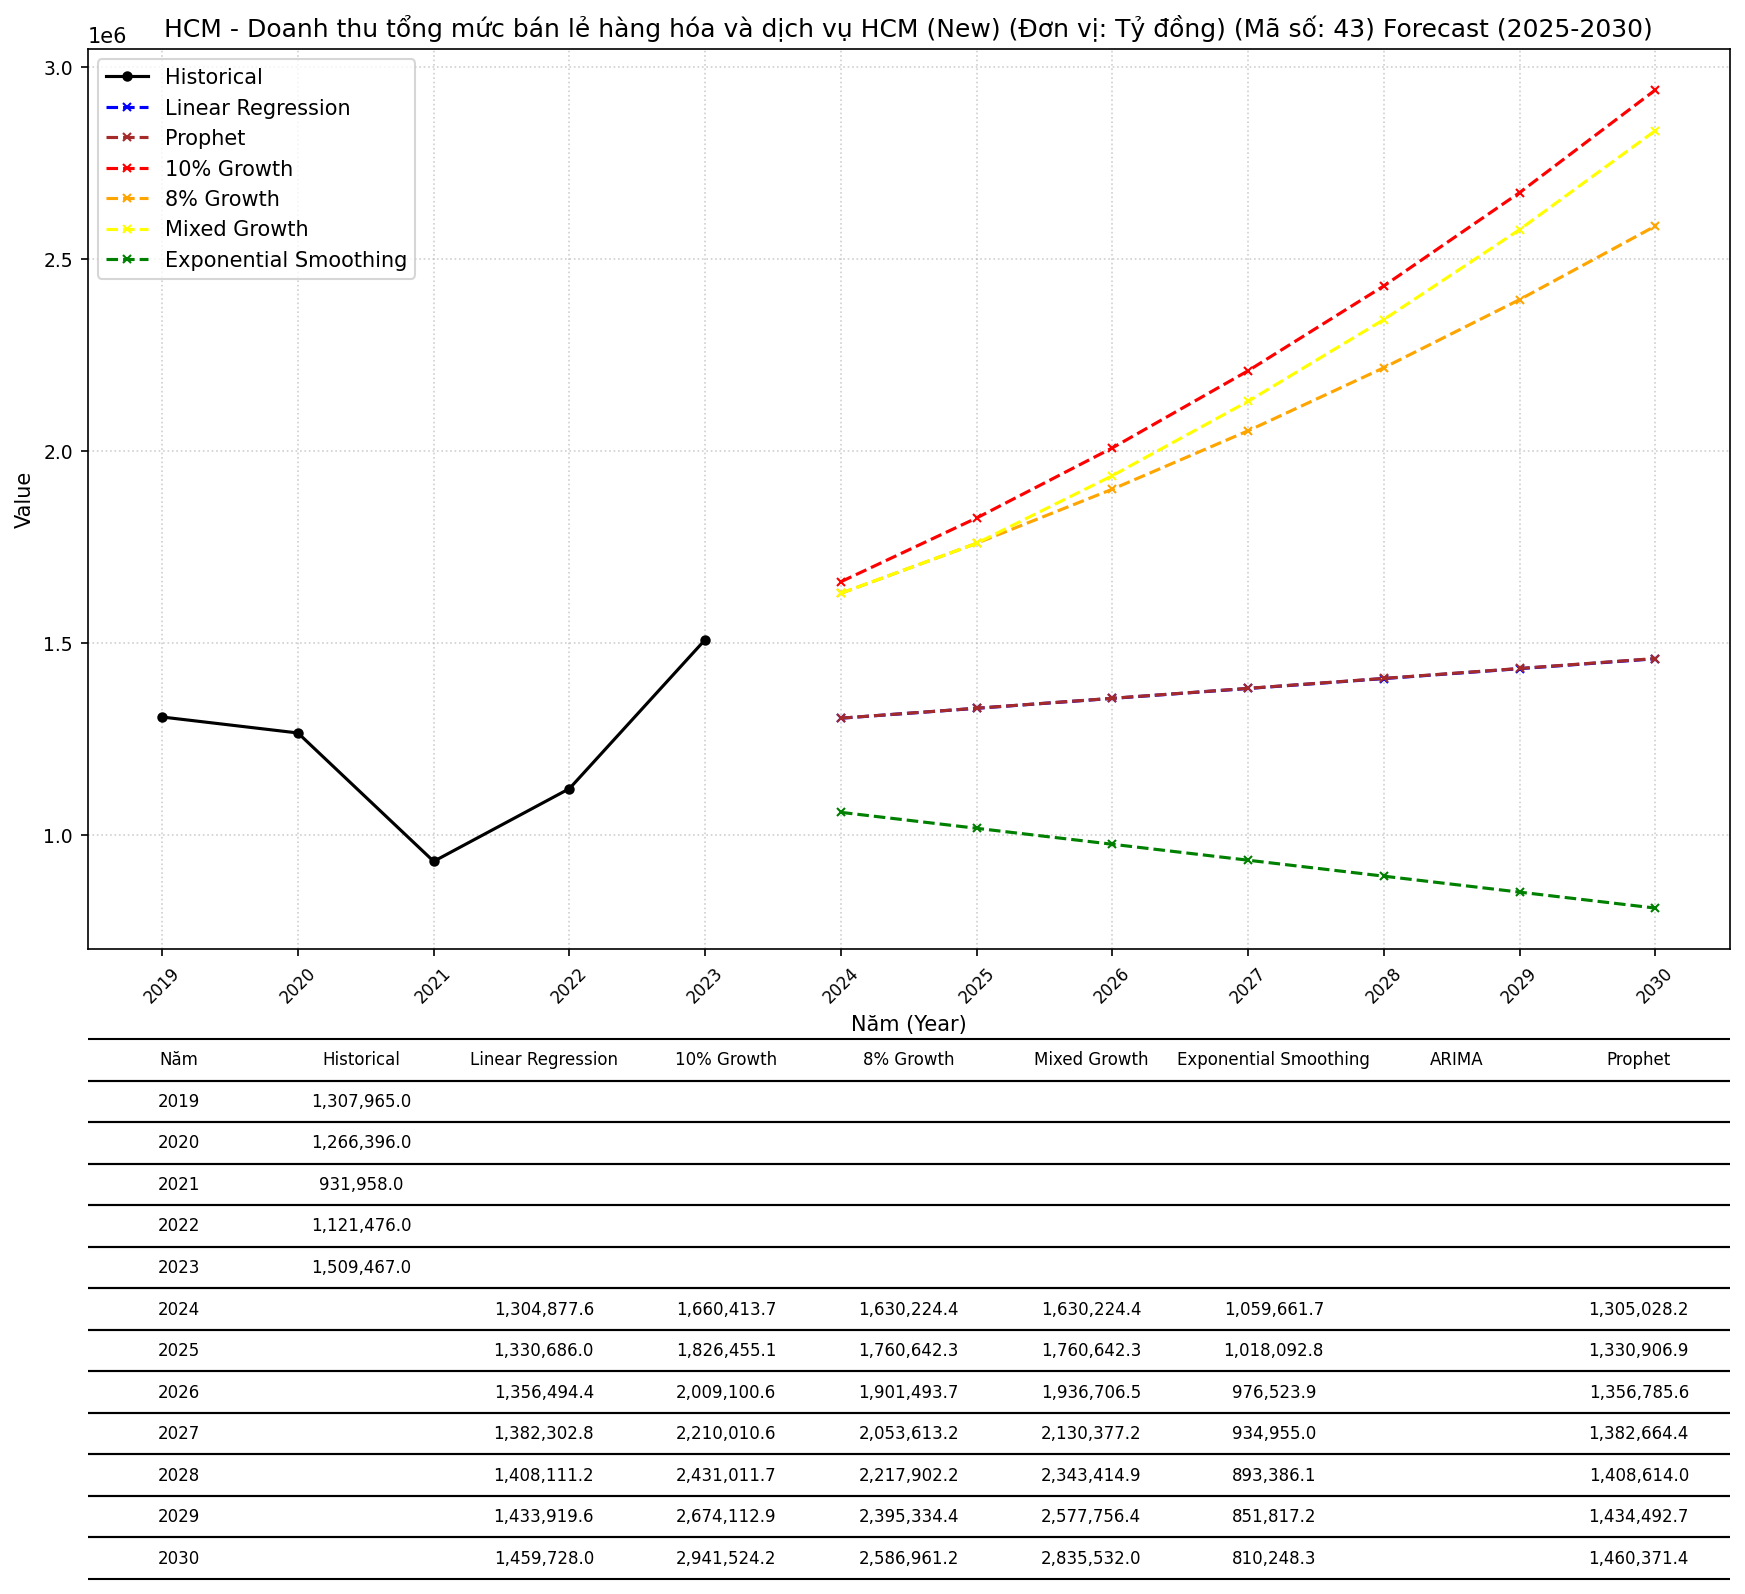 HCM - Doanh thu tổng mức bán lẻ hàng hóa và dịch vụ HCM (New) (Đơn vị: Tỷ đồng) (Mã số: 43) Forecast (2025-2030)
1e6
Historical
Linear Regression
Prophet
10% Growth
8% Growth
Mixed Growth
Exponential Smoothing
3.0
2.5
2.0
1.5
1.0
Value
2019 2020 2021 2022 2023 2024 2025 2026 2027 2028 2029 2030
Năm (Year)
Năm Historical Linear Regression 10% Growth 8% Growth Mixed Growth Exponential Smoothing ARIMA Prophet
2019 1,307,965.0
2020 1,266,396.0
2021 931,958.0
2022 1,121,476.0
2023 1,509,467.0
2024 1,304,877.6 1,660,413.7 1,630,224.4 1,630,224.4 1,059,661.7 1,305,028.2
2025 1,330,686.0 1,826,455.1 1,760,642.3 1,760,642.3 1,018,092.8 1,330,906.9
2026 1,356,494.4 2,009,100.6 1,901,493.7 1,936,706.5 976,523.9 1,356,785.6
2027 1,382,302.8 2,210,010.6 2,053,613.2 2,130,377.2 934,955.0 1,382,664.4
2028 1,408,111.2 2,431,011.7 2,217,902.2 2,343,414.9 893,386.1 1,408,614.0
2029 1,433,919.6 2,674,112.9 2,395,334.4 2,577,756.4 851,817.2 1,434,492.7
2030 1,459,728.0 2,941,524.2 2,586,961.2 2,835,532.0 810,248.3 1,460,371.4